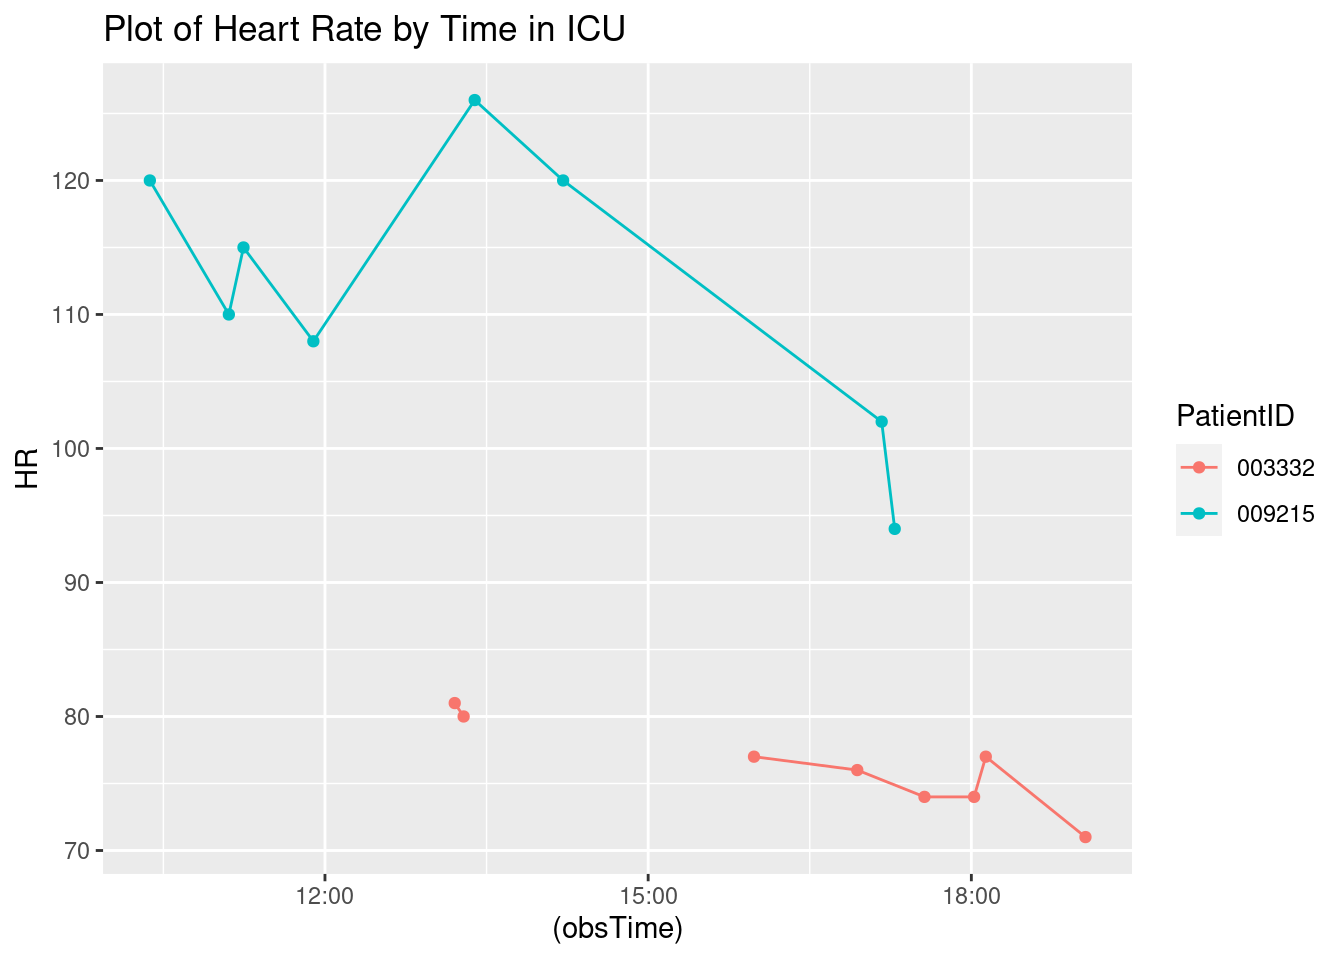 Plot of Heart Rate by Time in ICU
120
110
100
90
80
70
HR
12:00
15:00
18:00
(obsTime)
PatientID
003332
009215